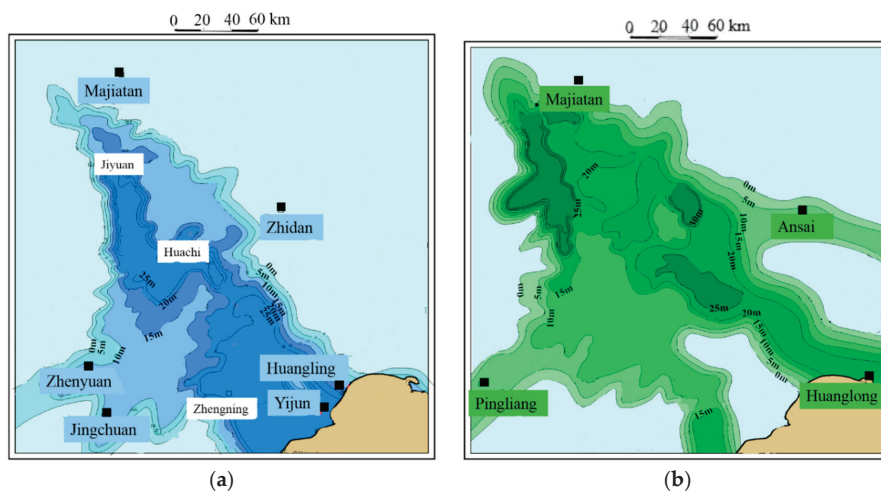 0 20 40 60 km
Majiatan
Jiyuan
Zhidan
Huachi
0m
5m
10m
15m
20m
25m
25m
20m
15m
0m
5m
10m
Zhenyuan
Huangling
Zhengning
Yijun
Jingchuan
(a)
0 20 40 60 km
Majiatan
20m
25m
30m
0m
5m
10m
15m
20m
Ansai
0m
5m
10m
15m
25m
20m
15m
10m
5m
0m
Pingliang
Huanglong
15m
(b)